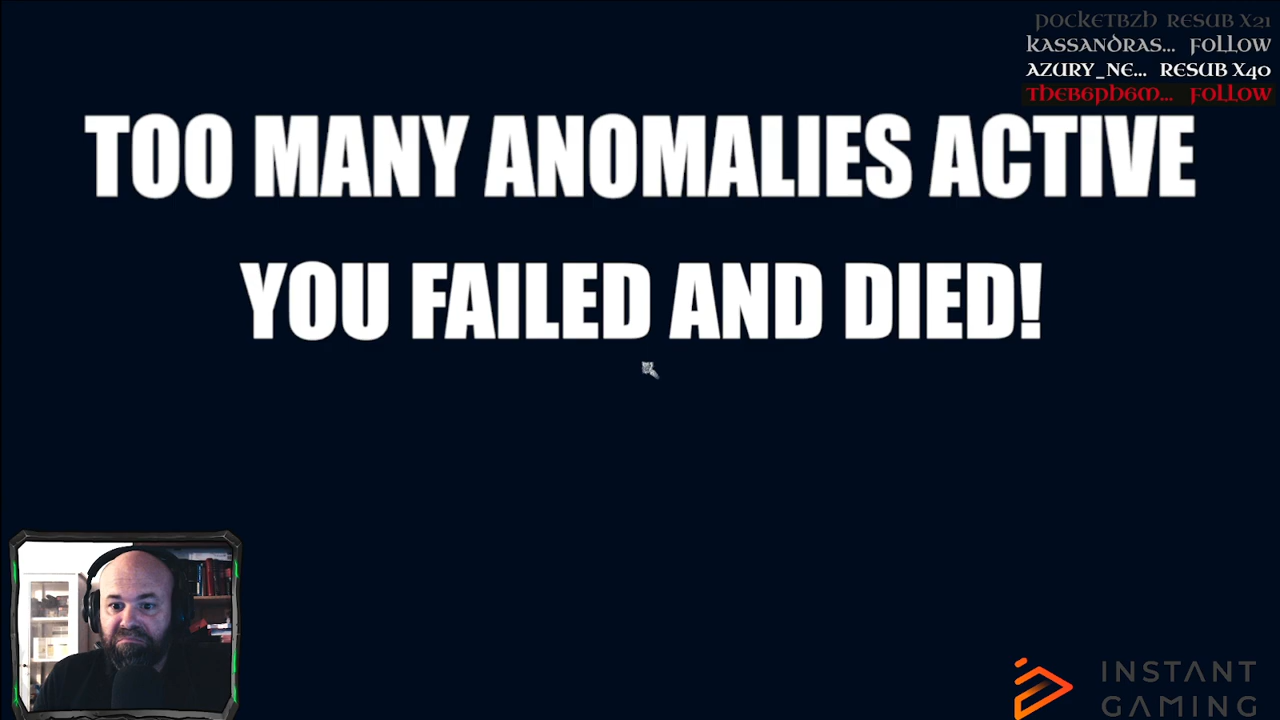 POCKETBZH RESUB X21
KASSANDRAS... FOLLOW
AZURY_NE... RESUB X40
THEB6PH6M... FOLLOW
TOO MANY ANOMALIES ACTIVE
YOU FAILED AND DIED!
INSTANT
GAMING